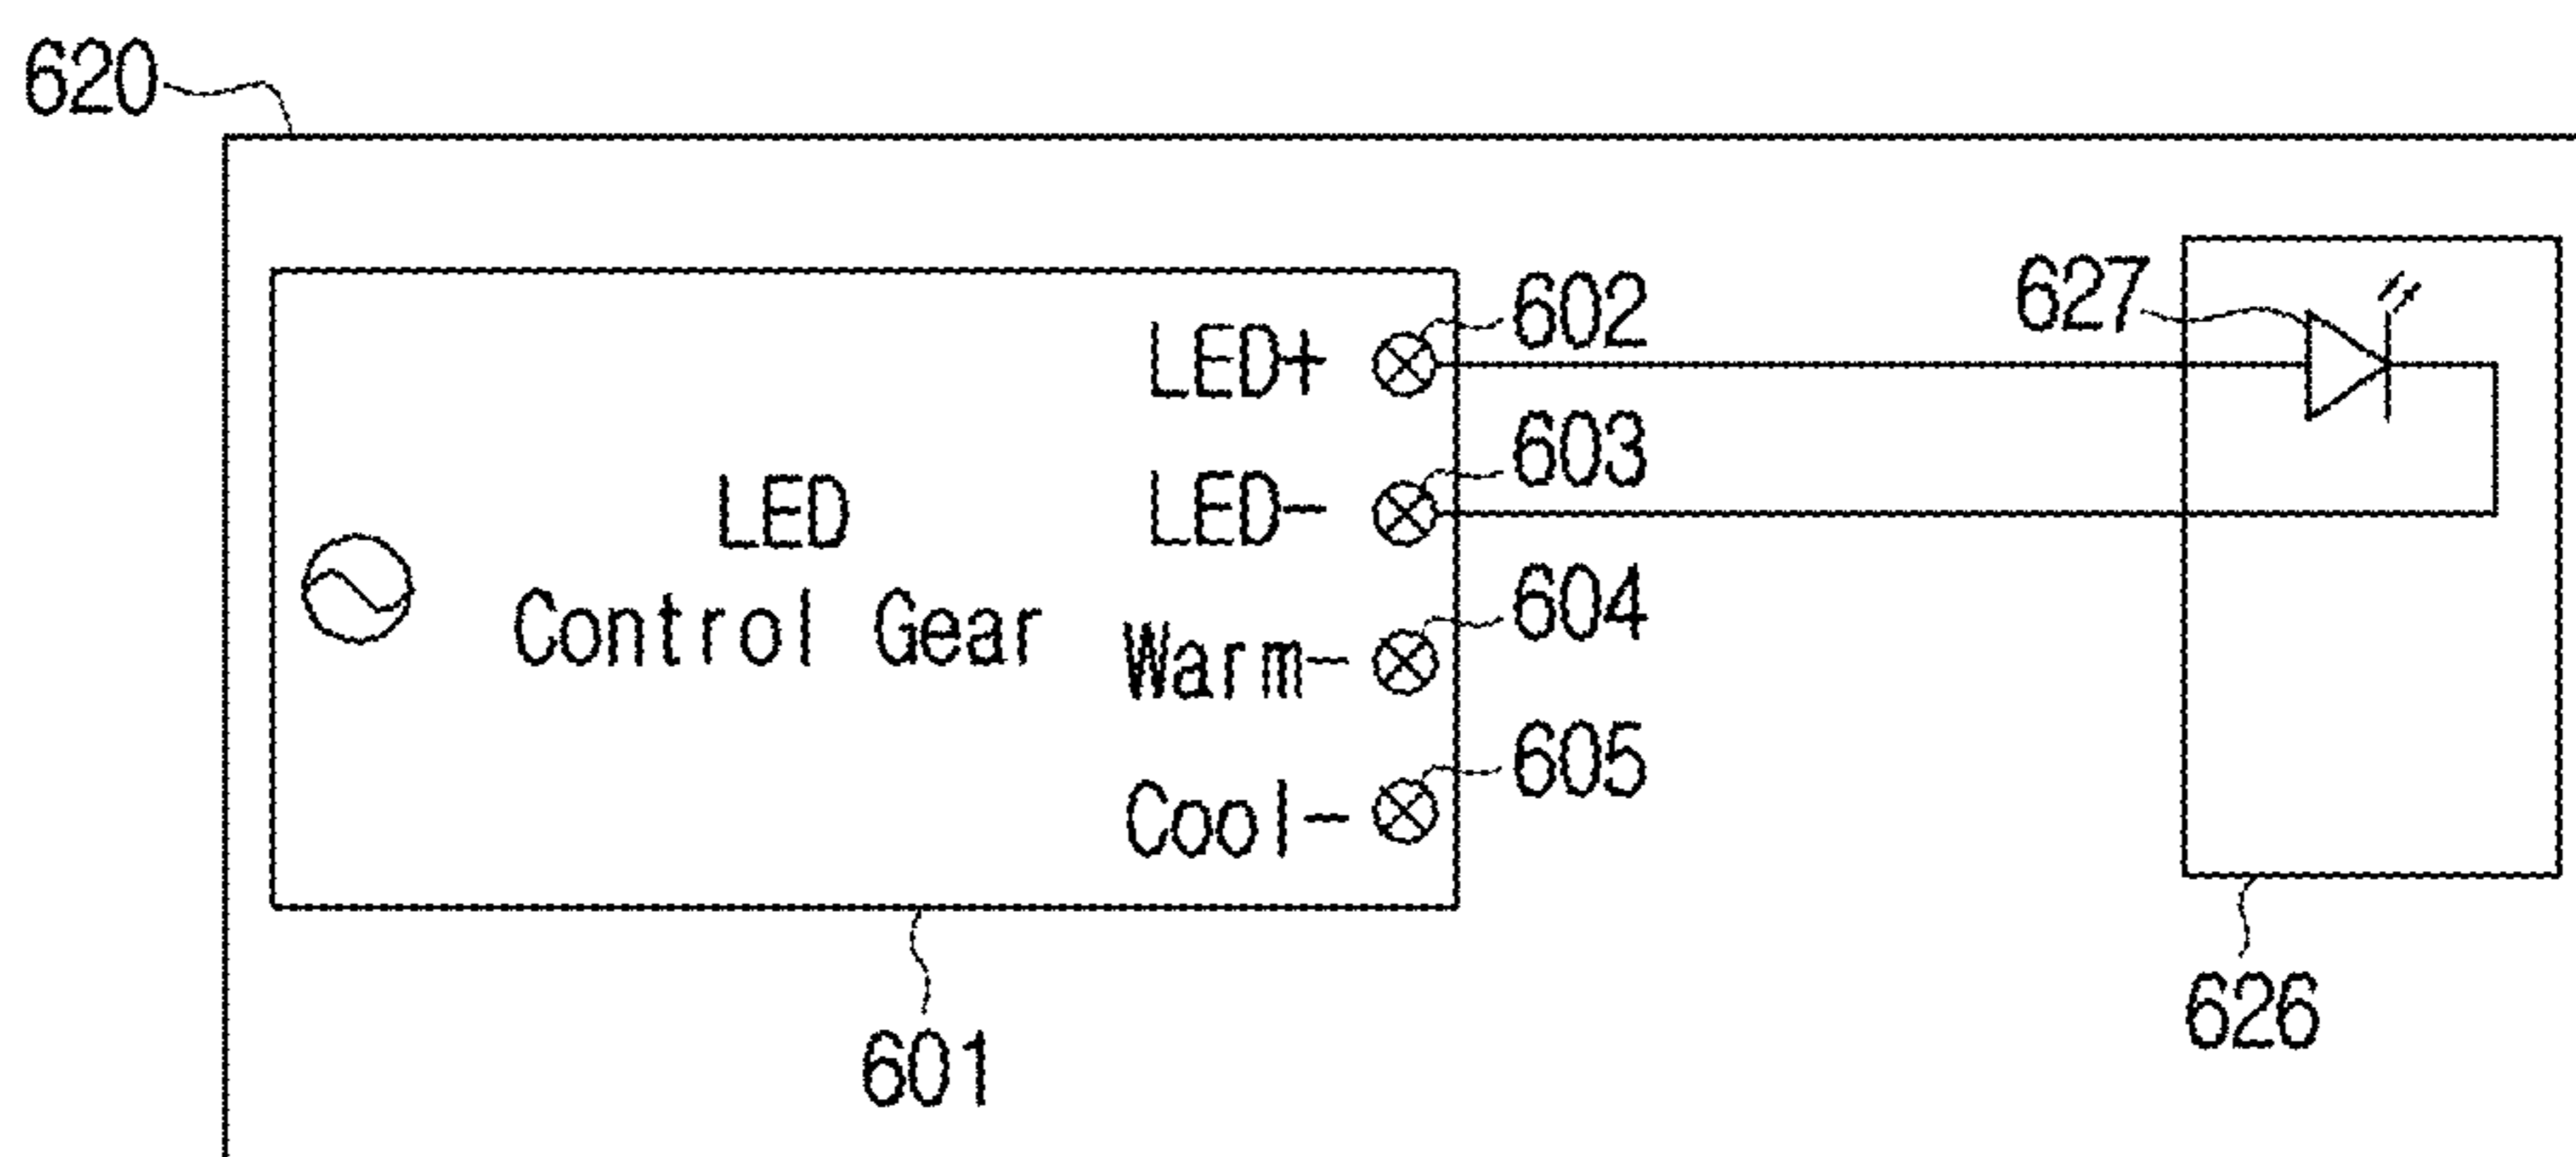 620
LED+ 602
627
LED- 603
LED
Control Gear
Warm- 604
Cool- 605
601
626